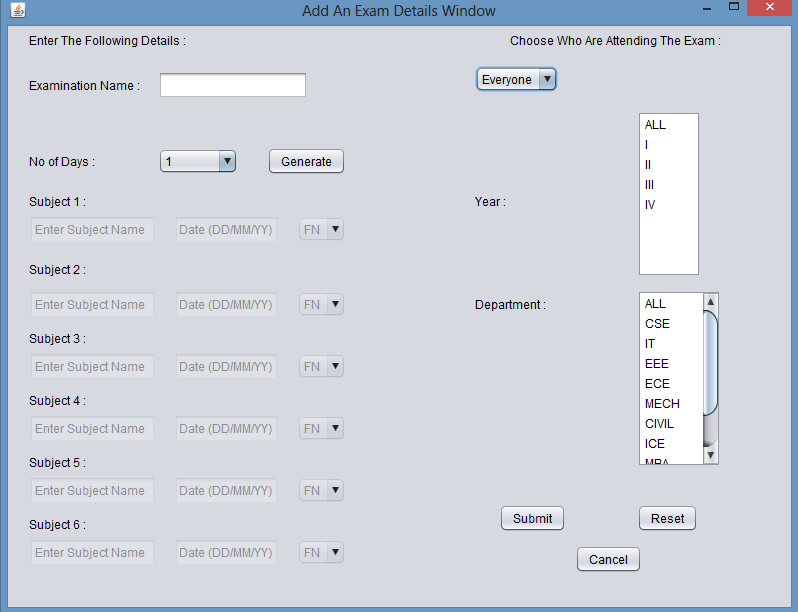 Add An Exam Details Window
Enter The Following Details :
Choose Who Are Attending The Exam :
Examination Name :
Everyone
No of Days :
1
Generate
Subject 1 :
Enter Subject Name
Date (DD/MM/YY)
FN
Subject 2 :
Enter Subject Name
Date (DD/MM/YY)
FN
Subject 3 :
Enter Subject Name
Date (DD/MM/YY)
FN
Subject 4 :
Enter Subject Name
Date (DD/MM/YY)
FN
Subject 5 :
Enter Subject Name
Date (DD/MM/YY)
FN
Subject 6 :
Enter Subject Name
Date (DD/MM/YY)
FN
Year :
ALL
I
II
III
IV
Department :
ALL
CSE
IT
EEE
ECE
MECH
CIVIL
ICE
MBA
Submit
Reset
Cancel